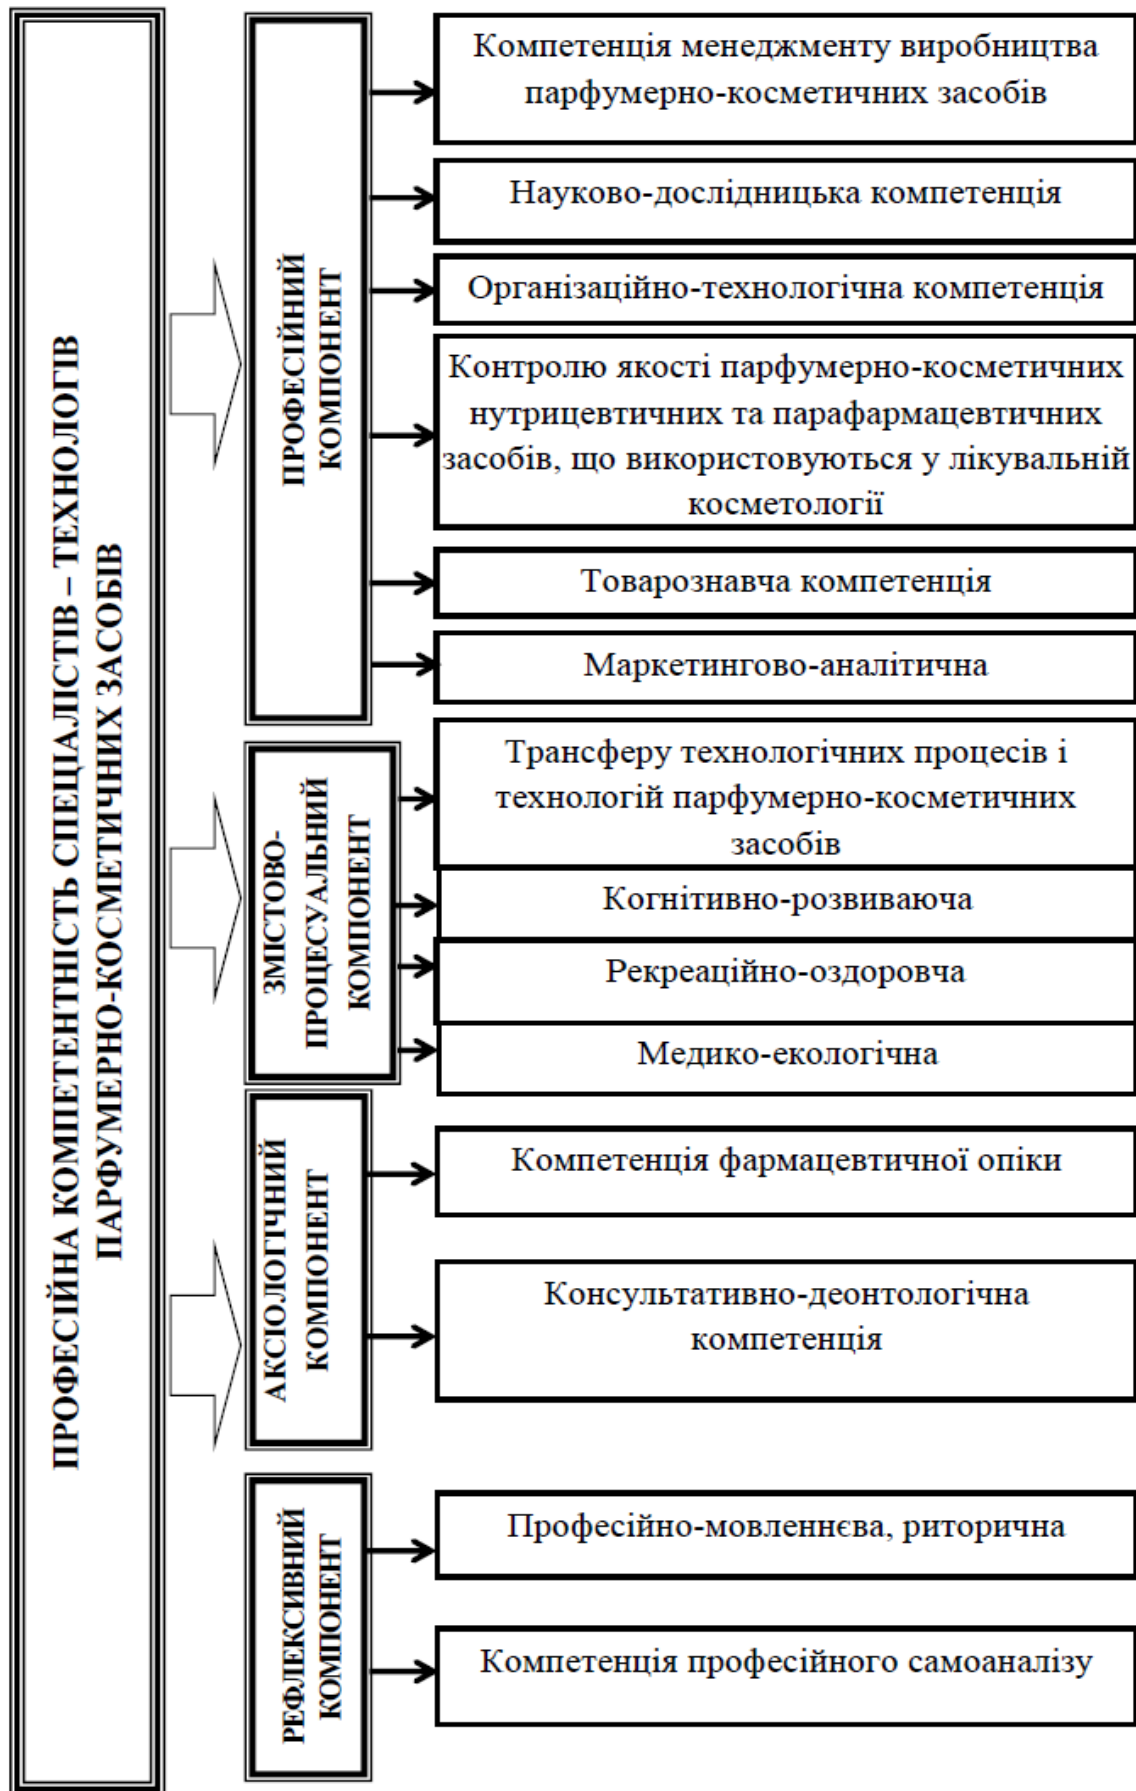 ПРОФЕСІЙНА КОМПЕТЕНТНІСТЬ СПЕЦІАЛІСТІВ – ТЕХНОЛОГІВ
ПАРФУМЕРНО-КОСМЕТИЧНИХ ЗАСОБІВ
ПРОФЕСІЙНИЙ
КОМПОНЕНТ
Компетенція менеджменту виробництва
парфумерно-косметичних засобів
Науково-дослідницька компетенція
Організаційно-технологічна компетенція
Контролю якості парфумерно-косметичних
нутрицевтичних та парафармацевтичних
засобів, що використовуються у лікувальній
косметології
Товарознавча компетенція
Маркетингово-аналітична
ЗМІСТОВО-
ПРОЦЕСУАЛЬНИЙ
КОМПОНЕНТ
Трансферу технологічних процесів і
технологій парфумерно-косметичних
засобів
Когнітивно-розвиваюча
Рекреаційно-оздоровча
Медико-екологічна
АКСІОЛОГІЧНИЙ
КОМПОНЕНТ
Компетенція фармацевтичної опіки
Консультативно-деонтологічна
компетенція
РЕФЛЕКСИВНИЙ
КОМПОНЕНТ
Професійно-мовленнєва, риторична
Компетенція професійного самоаналізу